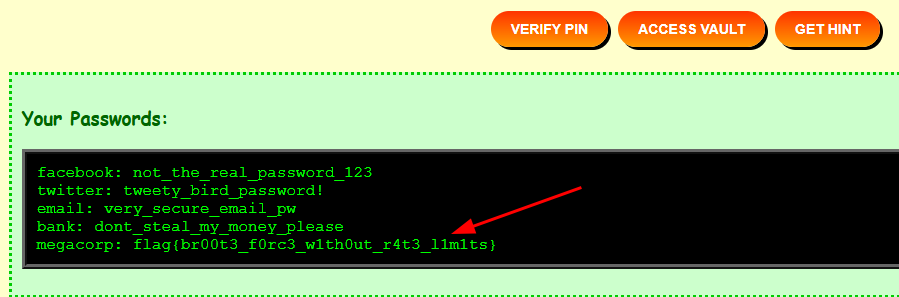 VERIFY PIN
ACCESS VAULT
GET HINT
Your Passwords:
facebook: not_the_real_password_123
twitter: tweety_bird_password!
email: very_secure_email_pw
bank: dont_steal_my_money_please
megacorp: flag{br00t3_f0rc3_w1th0ut_r4t3_l1m1ts}